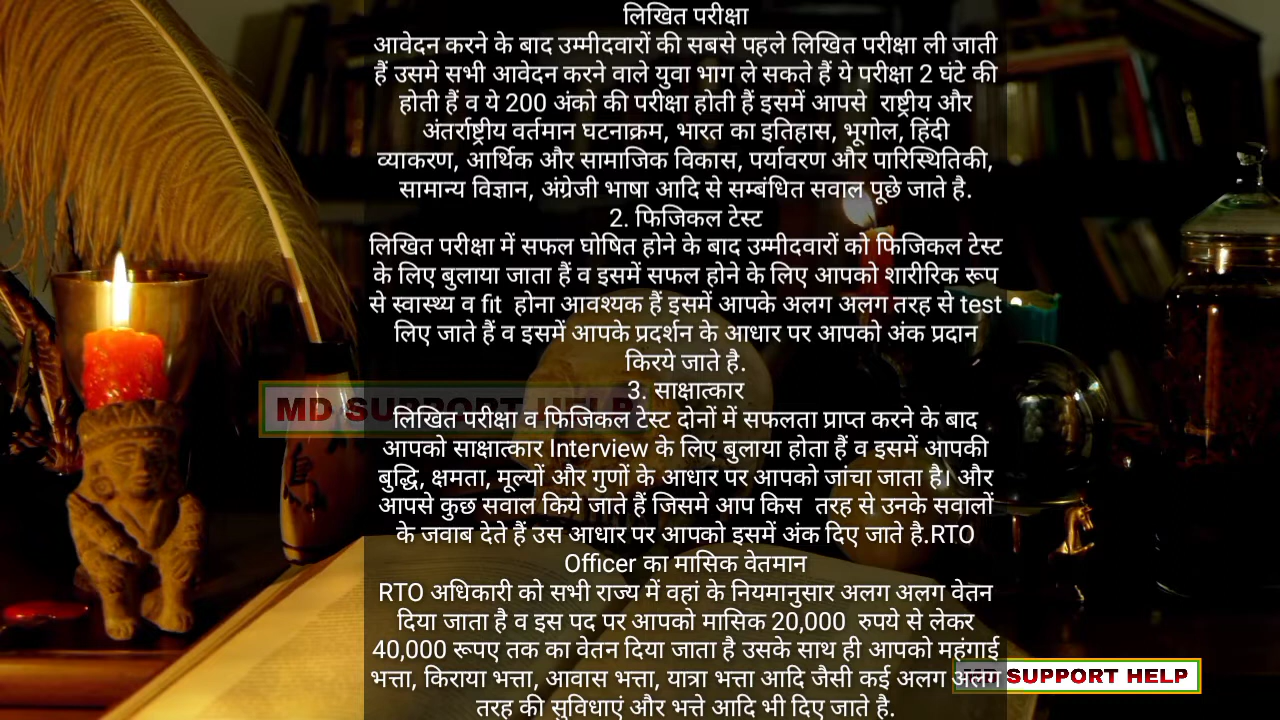 लिखित परीक्षा
आवेदन करने के बाद उम्मीदवारों की सबसे पहले लिखित परीक्षा ली जाती
हैं उसमे सभी आवेदन करने वाले युवा भाग ले सकते हैं ये परीक्षा 2 घंटे की
होती हैं व ये 200 अंको की परीक्षा होती हैं इसमें आपसे राष्ट्रीय और
अंतर्राष्ट्रीय वर्तमान घटनाक्रम, भारत का इतिहास, भूगोल, हिंदी
व्याकरण, आर्थिक और सामाजिक विकास, पर्यावरण और पारिस्थितिकी,
सामान्य विज्ञान, अंग्रेजी भाषा आदि से सम्बंधित सवाल पूछे जाते है.
2. फिजिकल टेस्ट
लिखित परीक्षा में सफल घोषित होने के बाद उम्मीदवारों को फिजिकल टेस्ट
के लिए बुलाया जाता हैं व इसमें सफल होने के लिए आपको शारीरिक रूप
से स्वास्थ्य व fit होना आवश्यक हैं इसमें आपके अलग अलग तरह से test
लिए जाते हैं व इसमें आपके प्रदर्शन के आधार पर आपको अंक प्रदान
किरये जाते है.
3. साक्षात्कार
MD SUPPORT HELP
लिखित परीक्षा व फिजिकल टेस्ट दोनों में सफलता प्राप्त करने के बाद
आपको साक्षात्कार Interview के लिए बुलाया होता हैं व इसमें आपकी
बुद्धि, क्षमता, मूल्यों और गुणों के आधार पर आपको जांचा जाता है। और
आपसे कुछ सवाल किये जाते हैं जिसमे आप किस तरह से उनके सवालों
के जवाब देते हैं उस आधार पर आपको इसमें अंक दिए जाते है.RTO
Officer का मासिक वेतमान
RTO अधिकारी को सभी राज्य में वहां के नियमानुसार अलग अलग वेतन
दिया जाता है व इस पद पर आपको मासिक 20,000 रुपये से लेकर
40,000 रूपए तक का वेतन दिया जाता है उसके साथ ही आपको महंगाई
भत्ता, किराया भत्ता, आवास भत्ता, यात्रा भत्ता आदि जैसी कई अलग अलग
तरह की सुविधाएं और भत्ते आदि भी दिए जाते है.
MD SUPPORT HELP